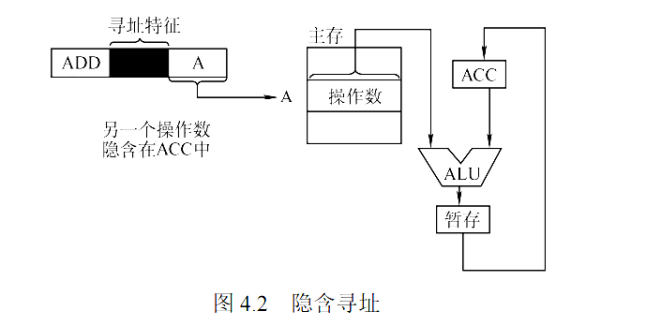 寻址特征
ADD
A
A
另一个操作数
隐含在ACC中
主存
操作数
ACC
ALU
暂存
图 4.2 隐含寻址